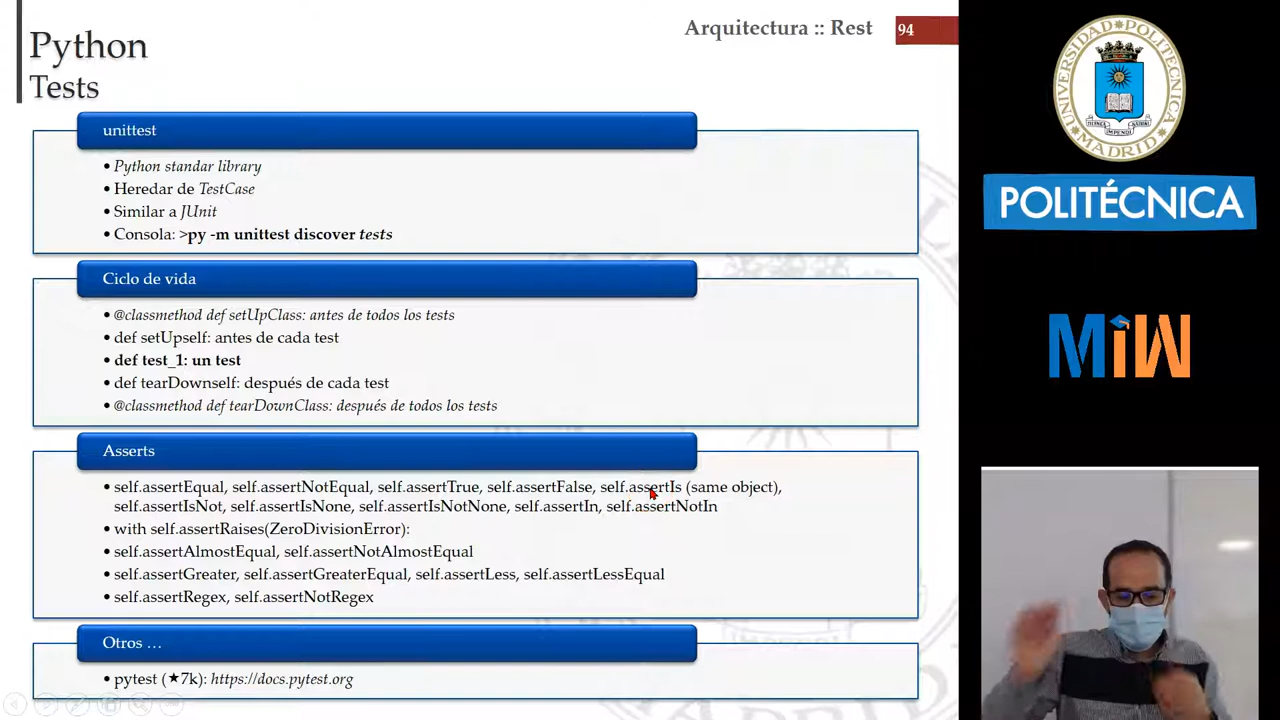 Python
Tests
Arquitectura :: Rest
94
unittest
• Python standar library
• Heredar de TestCase
• Similar a JUnit
• Consola: >py -m unittest discover tests
Ciclo de vida
• @classmethod def setUpClass: antes de todos los tests
• def setUpself: antes de cada test
• def test_1: un test
• def tearDownself: después de cada test
• @classmethod def tearDownClass: después de todos los tests
Asserts
• self.assertEqual, self.assertNotEqual, self.assertTrue, self.assertFalse, self.assertIs (same object),
self.assertIsNot, self.assertIsNone, self.assertIsNotNone, self.assertIn, self.assertNotIn
• with self.assertRaises(ZeroDivisionError):
• self.assertAlmostEqual, self.assertNotAlmostEqual
• self.assertGreater, self.assertGreaterEqual, self.assertLess, self.assertLessEqual
• self.assertRegex, self.assertNotRegex
Otros ...
• pytest (★7k): https://docs.pytest.org
UNIVERSIDAD POLITÉCNICA
MADRID
POLITÉCNICA
MiW